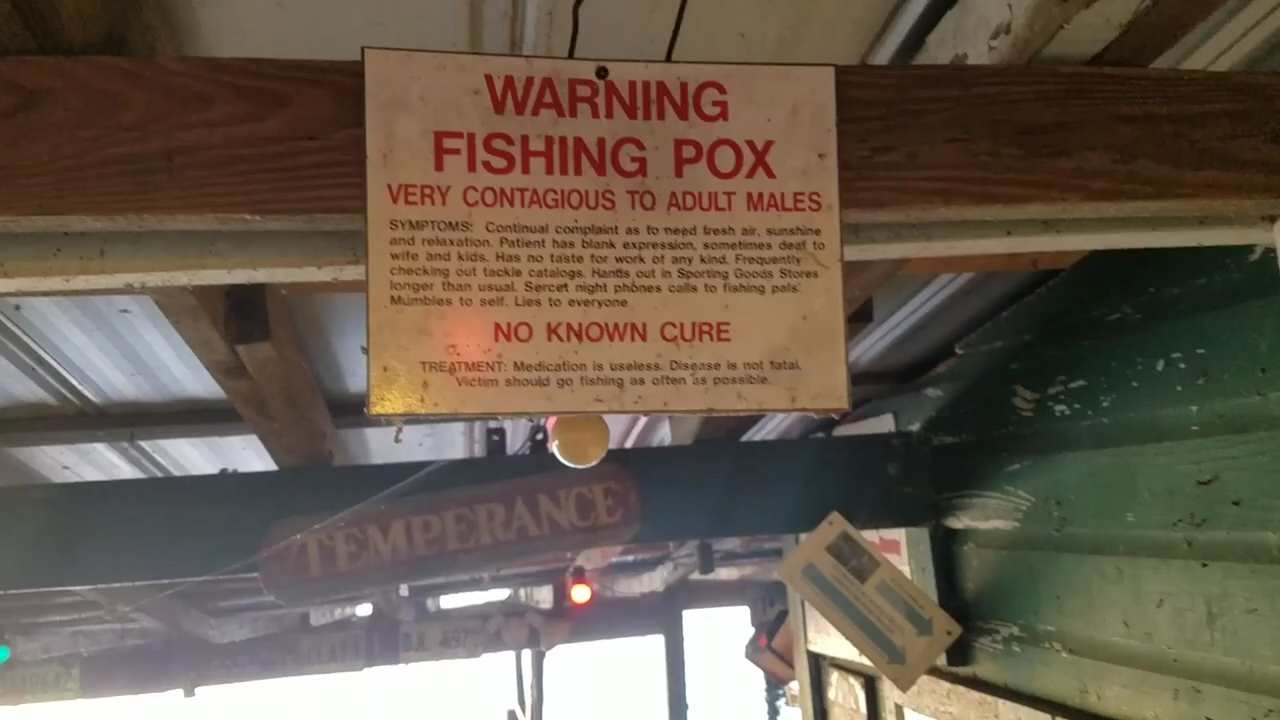 WARNING
FISHING POX
VERY CONTAGIOUS TO ADULT MALES
SYMPTOMS: Continual complaint as to need fresh air, sunshine
and relaxation. Patient has blank expression, sometimes deaf to
wife and kids. Has no taste for work of any kind. Frequently
checking out tackle catalogs. Hands out in Sporting Goods Stores
longer than usual. Sercet night phones calls to fishing pals.
Mumbles to self. Lies to everyone
NO KNOWN CURE
TREATMENT: Medication is useless. Disease is not fatal.
Victim should go fishing as often as possible.
TEMPERANCE